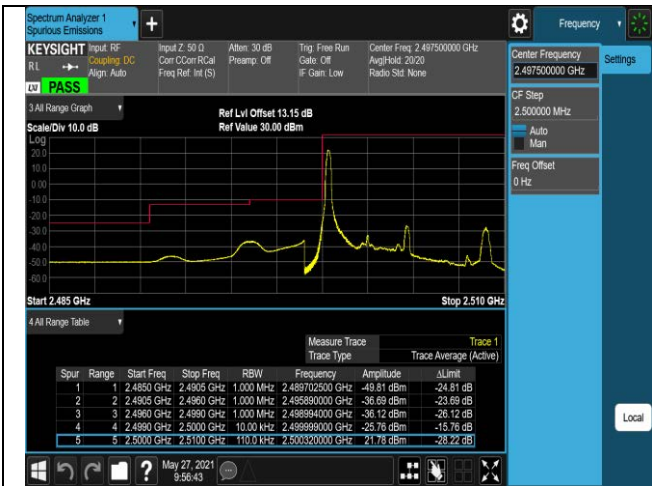 Spectrum Analyzer 1
Spurious Emissions
+
Frequency
KEYSIGHT
RL
LXI PASS
Input: RF
Coupling: DC
Align: Auto
Input Z: 50 Ω
Corr CCorr RCal
Freq Ref: Int (S)
Atten: 30 dB
Preamp: Off
Trig: Free Run
Gate: Off
IF Gain: Low
Center Freq: 2.497500000 GHz
Avg|Hold: 20/20
Radio Std: None
Center Frequency
2.497500000 GHz
Settings
CF Step
2.500000 MHz
Auto
Man
Freq Offset
0 Hz
3 All Range Graph
Scale/Div 10.0 dB
Ref Lvl Offset 13.15 dB
Ref Value 30.00 dBm
Log
20.0
10.0
0.00
-10.0
-20.0
-30.0
-40.0
-50.0
-60.0
Start 2.485 GHz
Stop 2.510 GHz
4 All Range Table
Measure Trace Trace 1
Trace Type Trace Average (Active)
Spur Range Start Freq Stop Freq RBW Frequency Amplitude ΔLimit
1 1 2.4850 GHz 2.4905 GHz 1.000 MHz 2.489702500 GHz -49.81 dBm -24.81 dB
2 2 2.4905 GHz 2.4960 GHz 1.000 MHz 2.495890000 GHz -36.69 dBm -23.69 dB
3 3 2.4960 GHz 2.4990 GHz 1.000 MHz 2.498994000 GHz -36.12 dBm -26.12 dB
4 4 2.4990 GHz 2.5000 GHz 10.00 kHz 2.499999000 GHz -25.76 dBm -15.76 dB
5 5 2.5000 GHz 2.5100 GHz 110.0 kHz 2.500320000 GHz 21.78 dBm -28.22 dB
Local
?
May 27, 2021
9:56:43